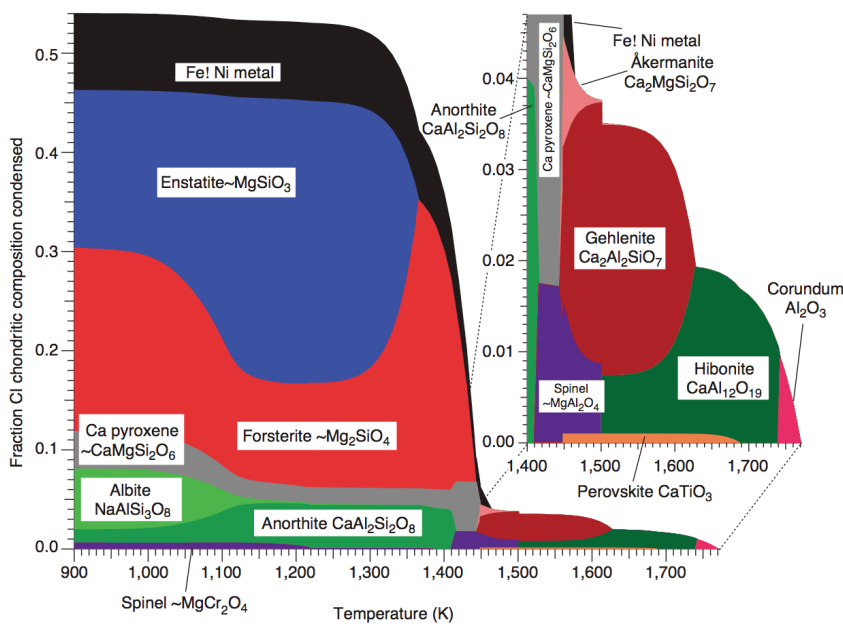 0.5
0.4
0.3
0.2
0.1
0.0
Fraction CI chondritic composition condensed
900
1,000
1,100
1,200
1,300
1,400
1,500
1,600
1,700
Temperature (K)
Fe! Ni metal
Enstatite~MgSiO3
Forsterite ~Mg2SiO4
Ca pyroxene
~CaMgSi2O6
Albite
NaAlSi3O8
Anorthite CaAl2Si2O8
Spinel ~MgCr2O4
0.04
0.03
0.02
0.01
0.00
1,400
1,500
1,600
1,700
Anorthite
CaAl2Si2O8
Ca pyroxene ~CaMgSi2O6
Fe! Ni metal
Åkermanite
Ca2MgSi2O7
Gehlenite
Ca2Al2SiO7
Corundum
Al2O3
Hibonite
CaAl12O19
Spinel
~MgAl2O4
Perovskite CaTiO3